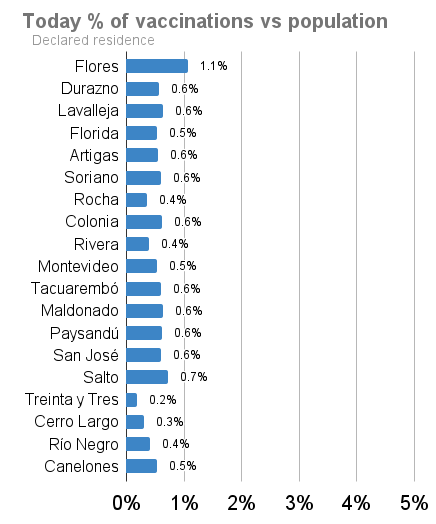 Today % of vaccinations vs population
Declared residence
Flores 1.1%
Durazno 0.6%
Lavalleja 0.6%
Florida 0.5%
Artigas 0.6%
Soriano 0.6%
Rocha 0.4%
Colonia 0.6%
Rivera 0.4%
Montevideo 0.5%
Tacuarembó 0.6%
Maldonado 0.6%
Paysandú 0.6%
San José 0.6%
Salto 0.7%
Treinta y Tres 0.2%
Cerro Largo 0.3%
Río Negro 0.4%
Canelones 0.5%
0% 1% 2% 3% 4% 5%